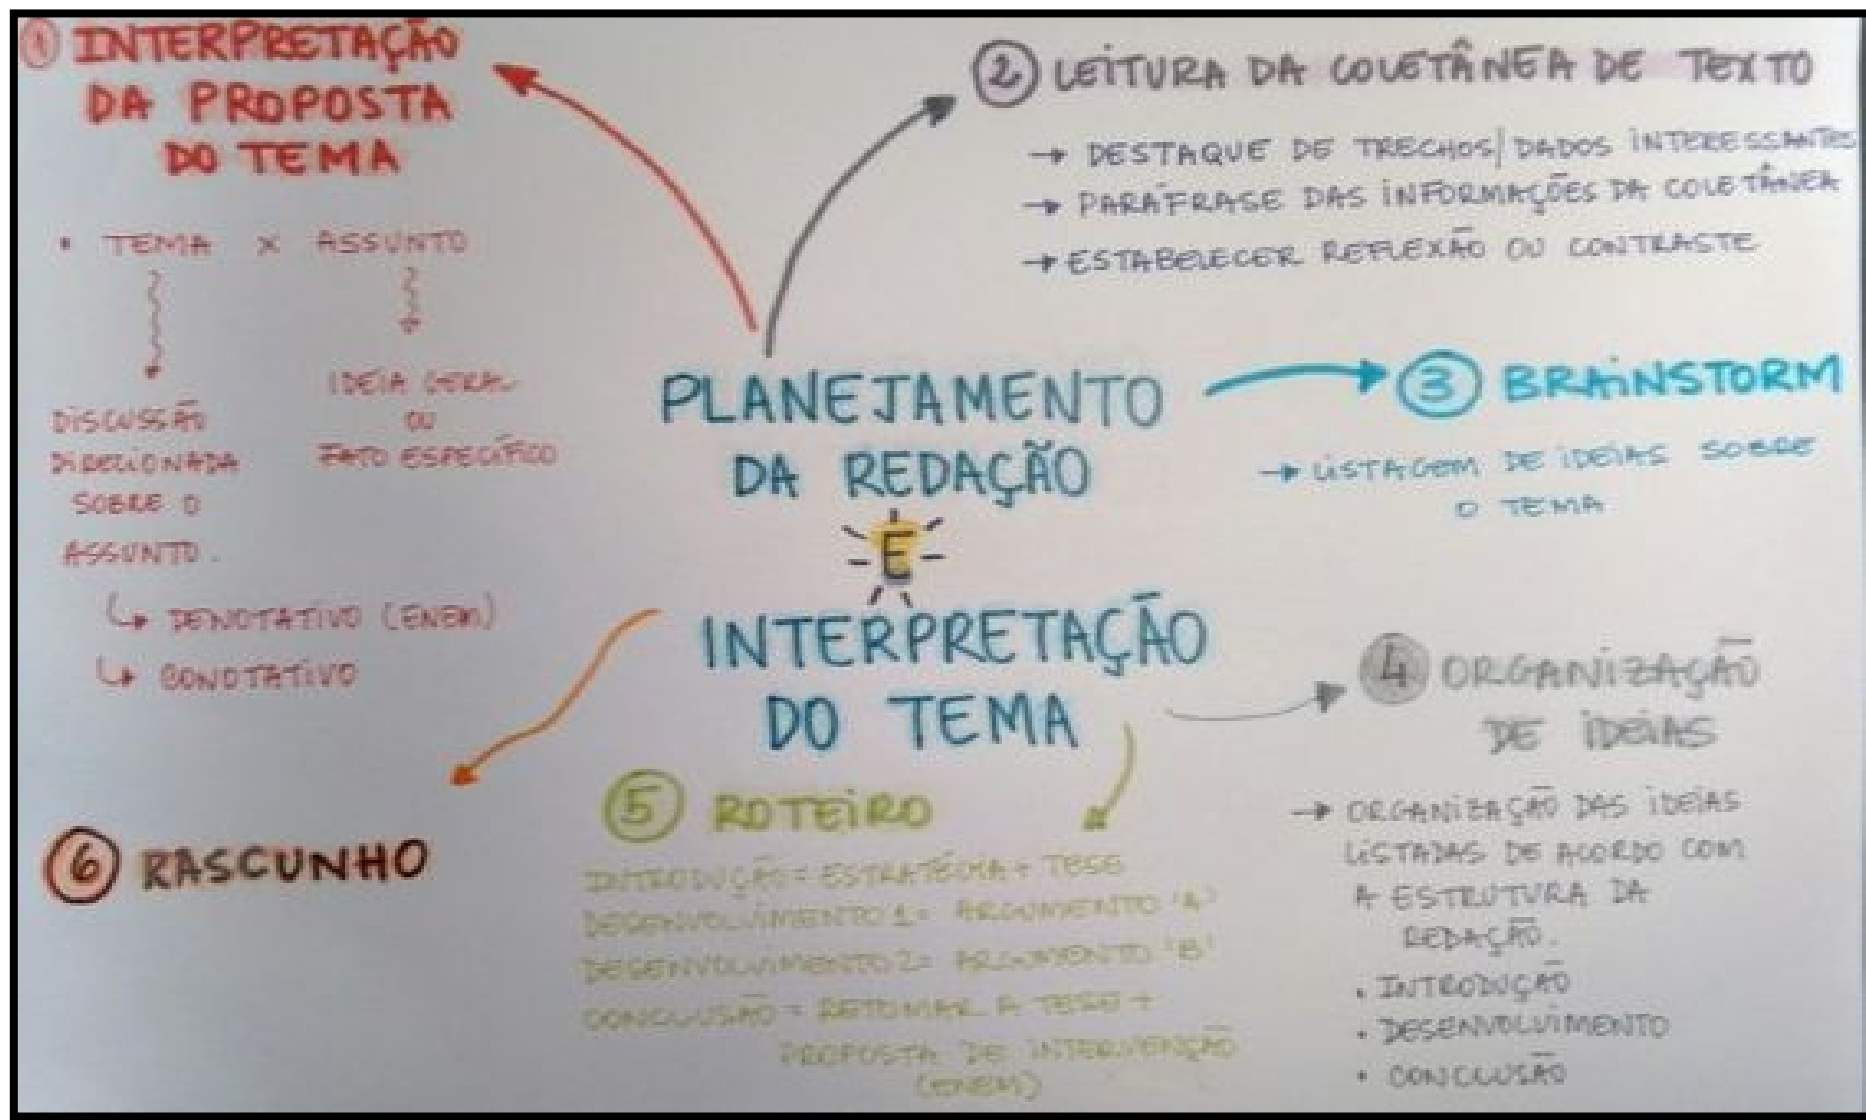 PLANEJAMENTO
DA REDAÇÃO
E
INTERPRETAÇÃO
DO TEMA
1 INTERPRETAÇÃO
DA PROPOSTA
DO TEMA
• TEMA X ASSUNTO
DISCUSSÃO
DIRECIONADA
SOBRE O
ASSUNTO.
IDEIA GERAL
OU
FATO ESPECÍFICO
↳ DENOTATIVO (ENEM)
↳ CONOTATIVO
2 LEITURA DA COLETÂNEA DE TEXTO
→ DESTAQUE DE TRECHOS/DADOS INTERESSANTES
→ PARÁFRASE DAS INFORMAÇÕES DA COLETÂNEA
→ ESTABELECER REFLEXÃO OU CONTRASTE
3 BRAINSTORM
→ LISTAGEM DE IDEIAS SOBRE
O TEMA
4 ORGANIZAÇÃO
DE IDEIAS
→ ORGANIZAÇÃO DAS IDEIAS
LISTADAS DE ACORDO COM
A ESTRUTURA DA
REDAÇÃO.
• INTRODUÇÃO
• DESENVOLVIMENTO
• CONCLUSÃO
5 ROTEIRO
INTRODUÇÃO = ESTRATÉGIA + TESE
DESENVOLVIMENTO 1 = ARGUMENTO 'A'
DESENVOLVIMENTO 2 = ARGUMENTO 'B'
CONCLUSÃO = RETOMAR A TESE +
PROPOSTA DE INTERVENÇÃO
(ENEM)
6 RASCUNHO